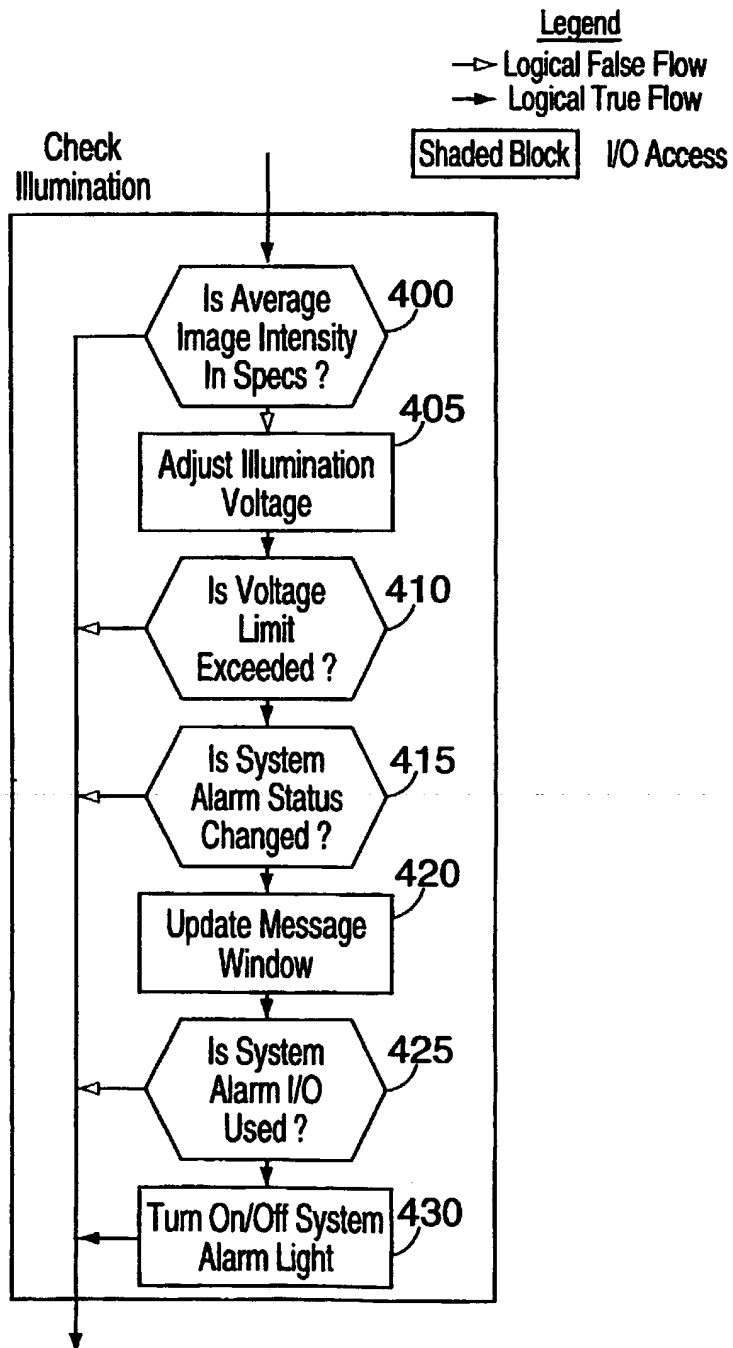 Legend
Logical False Flow
Logical True Flow
Shaded Block I/O Access
Check
Illumination
Is Average
Image Intensity
In Specs ?
400
405
Adjust Illumination
Voltage
Is Voltage
Limit
Exceeded ?
410
Is System
Alarm Status
Changed ?
415
420
Update Message
Window
Is System
Alarm I/O
Used ?
425
Turn On/Off System
Alarm Light
430